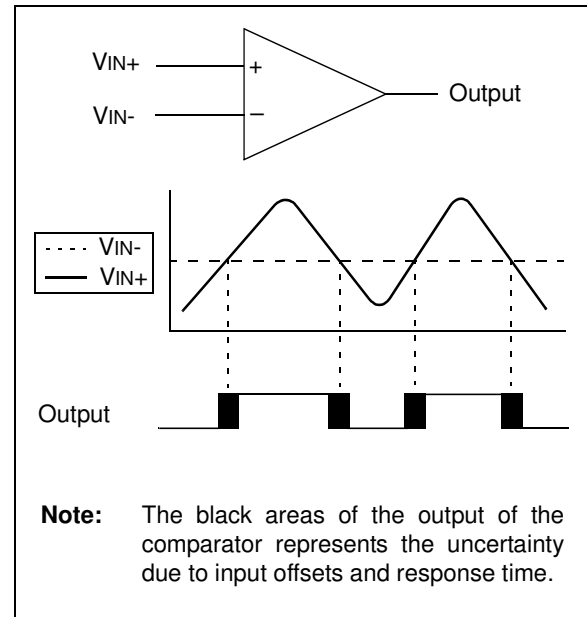 VIN+
+
Output
VIN-
–
VIN-
VIN+
Output
Note: The black areas of the output of the
comparator represents the uncertainty
due to input offsets and response time.